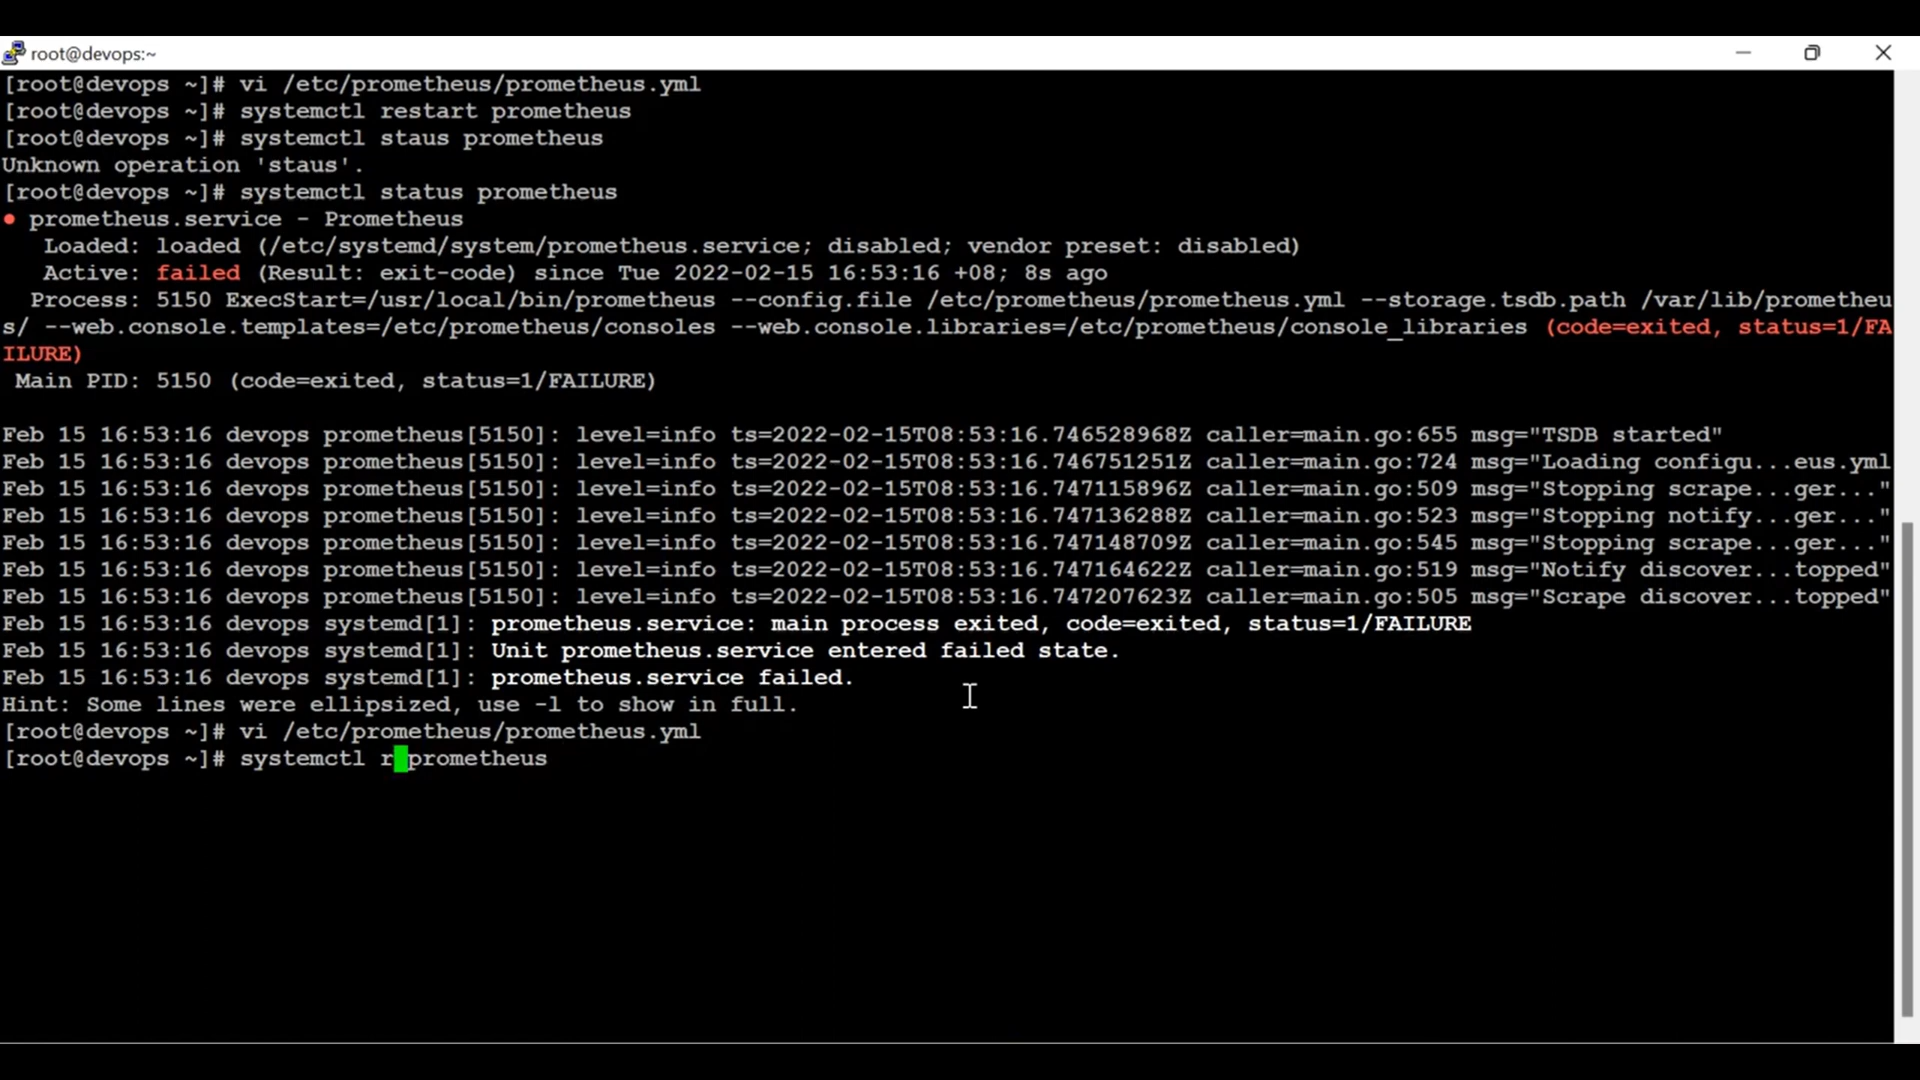 root@devops:~
[root@devops ~]# vi /etc/prometheus/prometheus.yml
[root@devops ~]# systemctl restart prometheus
[root@devops ~]# systemctl staus prometheus
Unknown operation 'staus'.
[root@devops ~]# systemctl status prometheus
● prometheus.service - Prometheus
   Loaded: loaded (/etc/systemd/system/prometheus.service; disabled; vendor preset: disabled)
   Active: failed (Result: exit-code) since Tue 2022-02-15 16:53:16 +08; 8s ago
  Process: 5150 ExecStart=/usr/local/bin/prometheus --config.file /etc/prometheus/prometheus.yml --storage.tsdb.path /var/lib/prometheu
s/ --web.console.templates=/etc/prometheus/consoles --web.console.libraries=/etc/prometheus/console_libraries (code=exited, status=1/FA
ILURE)
 Main PID: 5150 (code=exited, status=1/FAILURE)
Feb 15 16:53:16 devops prometheus[5150]: level=info ts=2022-02-15T08:53:16.746528968Z caller=main.go:655 msg="TSDB started"
Feb 15 16:53:16 devops prometheus[5150]: level=info ts=2022-02-15T08:53:16.746751251Z caller=main.go:724 msg="Loading configu...eus.yml
Feb 15 16:53:16 devops prometheus[5150]: level=info ts=2022-02-15T08:53:16.747115896Z caller=main.go:509 msg="Stopping scrape...ger..."
Feb 15 16:53:16 devops prometheus[5150]: level=info ts=2022-02-15T08:53:16.747136288Z caller=main.go:523 msg="Stopping notify...ger..."
Feb 15 16:53:16 devops prometheus[5150]: level=info ts=2022-02-15T08:53:16.747148709Z caller=main.go:545 msg="Stopping scrape...ger..."
Feb 15 16:53:16 devops prometheus[5150]: level=info ts=2022-02-15T08:53:16.747164622Z caller=main.go:519 msg="Notify discover...topped"
Feb 15 16:53:16 devops prometheus[5150]: level=info ts=2022-02-15T08:53:16.747207623Z caller=main.go:505 msg="Scrape discover...topped"
Feb 15 16:53:16 devops systemd[1]: prometheus.service: main process exited, code=exited, status=1/FAILURE
Feb 15 16:53:16 devops systemd[1]: Unit prometheus.service entered failed state.
Feb 15 16:53:16 devops systemd[1]: prometheus.service failed.
Hint: Some lines were ellipsized, use -l to show in full.
[root@devops ~]# vi /etc/prometheus/prometheus.yml
[root@devops ~]# systemctl r prometheus